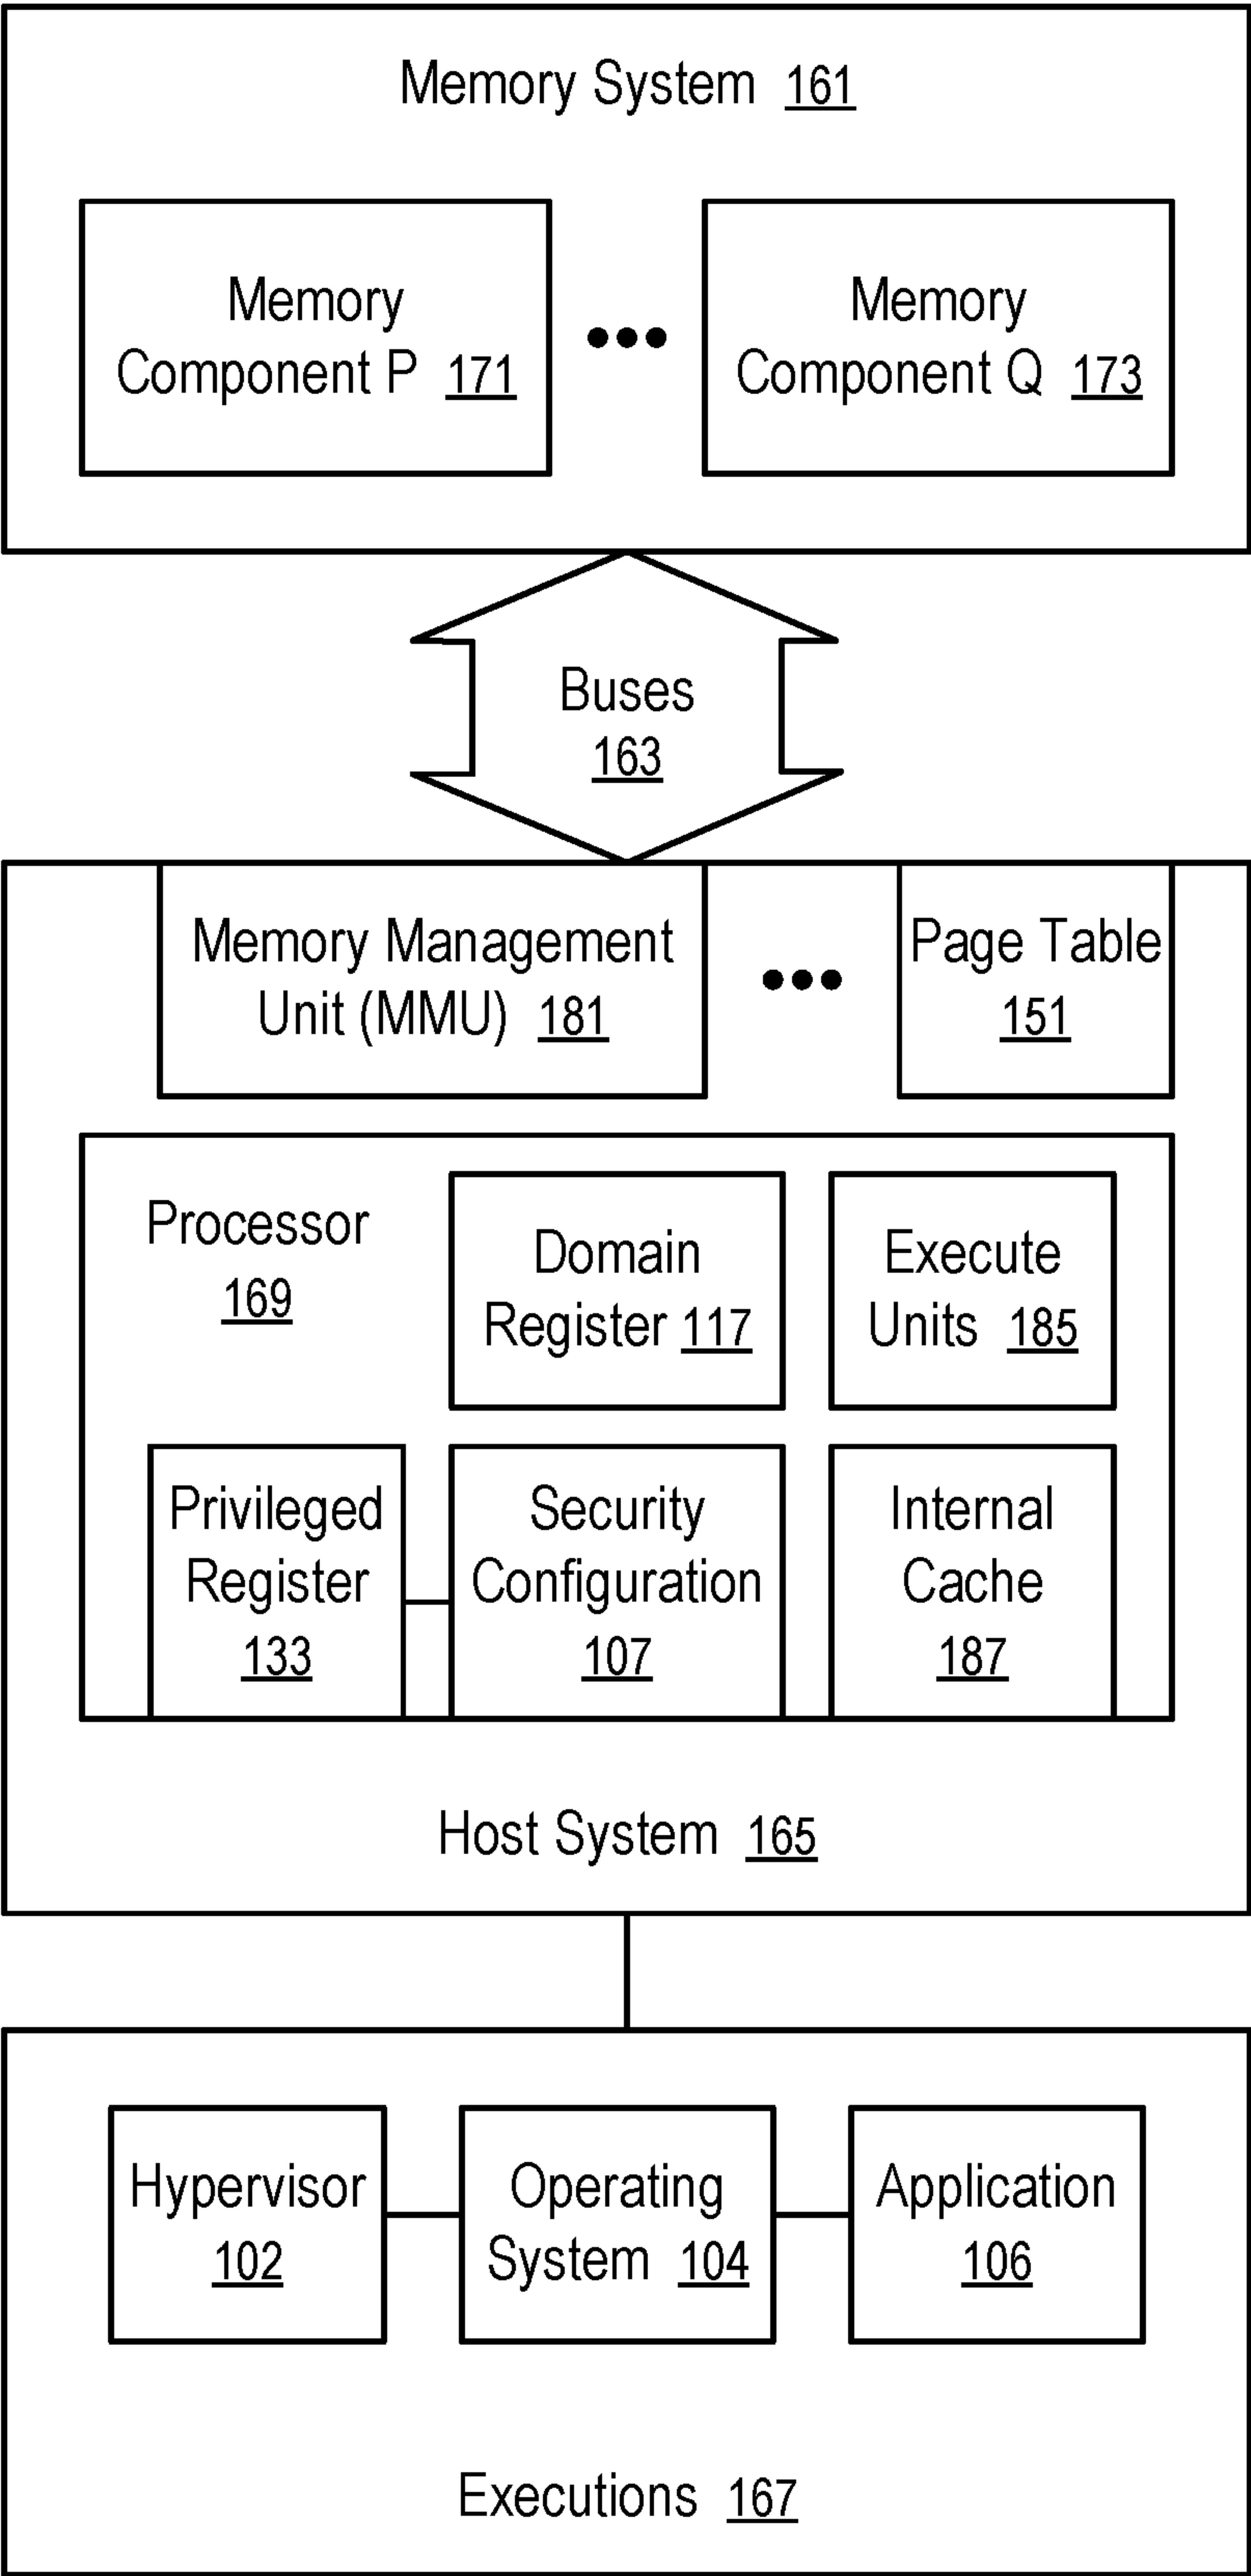 Memory System 161
Memory
Component P 171
Memory
Component Q 173
Buses
163
Memory Management
Unit (MMU) 181
Page Table
151
Processor
169
Domain
Register 117
Execute
Units 185
Privileged
Register
133
Security
Configuration
107
Internal
Cache
187
Host System 165
Hypervisor
102
Operating
System 104
Application
106
Executions 167